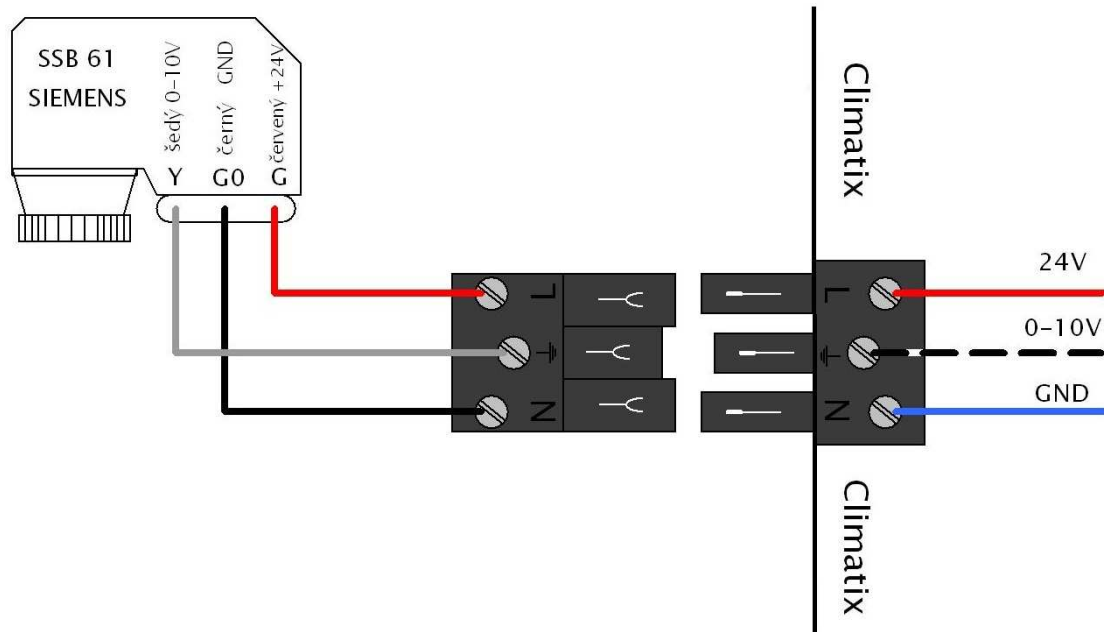 SSB 61
SIEMENS
šedý 0-10V
černý GND
červený +24V
Y G0 G
Climatix
L
N
L
N
24V
0-10V
GND
Climatix